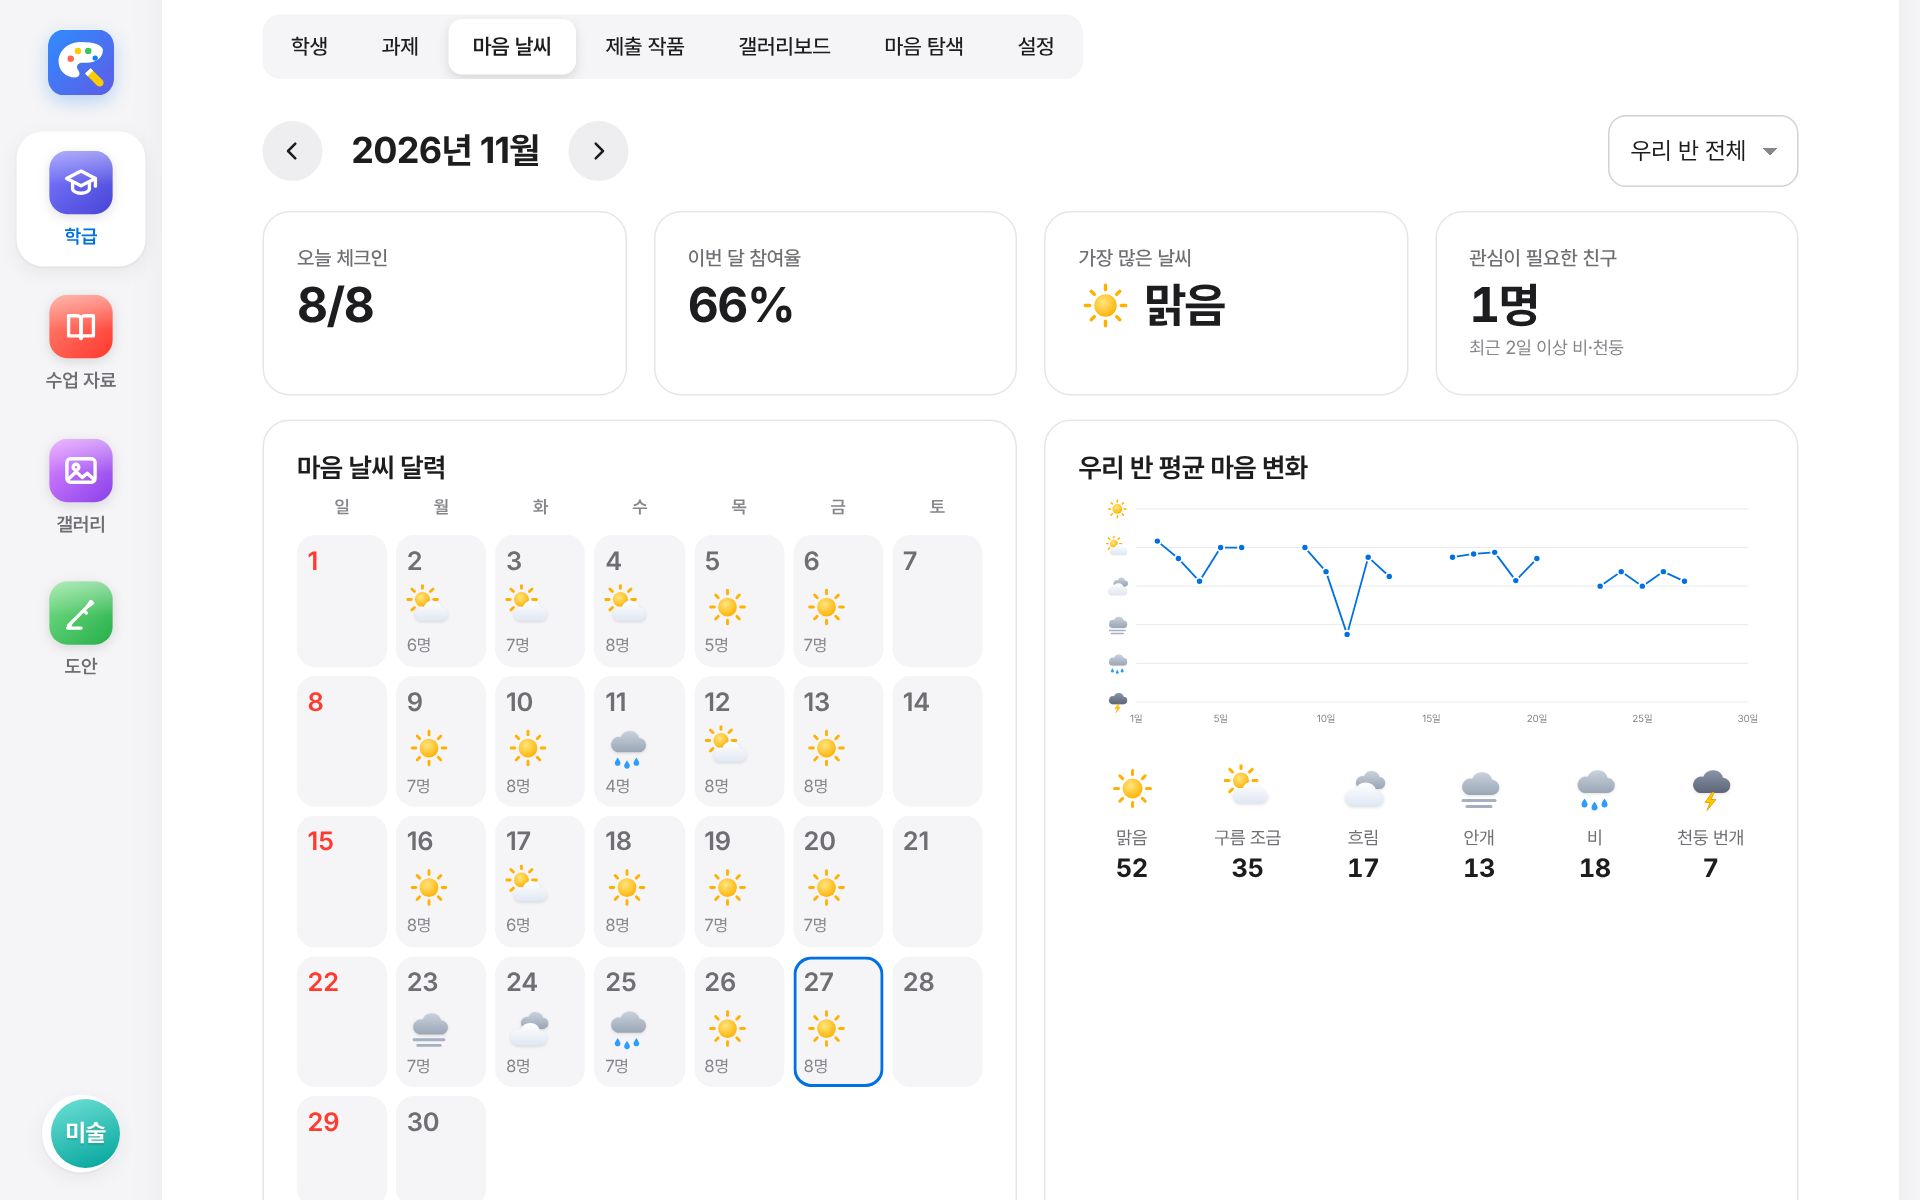 학생 과제 마음 날씨 제출 작품 갤러리보드 마음 탐색 설정
학급
수업 자료
갤러리
도안
미술
2026년 11월
우리 반 전체
오늘 체크인
8/8
이번 달 참여율
66%
가장 많은 날씨
맑음
관심이 필요한 친구
1명
최근 2일 이상 비·천둥
마음 날씨 달력
일 월 화 수 목 금 토
1 2 3 4 5 6 7
6명 7명 8명 5명 7명
8 9 10 11 12 13 14
7명 8명 4명 8명 8명
15 16 17 18 19 20 21
8명 6명 8명 7명 7명
22 23 24 25 26 27 28
7명 8명 7명 8명 8명
29 30
우리 반 평균 마음 변화
1일 5일 10일 15일 20일 25일 30일
맑음 구름 조금 흐림 안개 비 천둥 번개
52 35 17 13 18 7